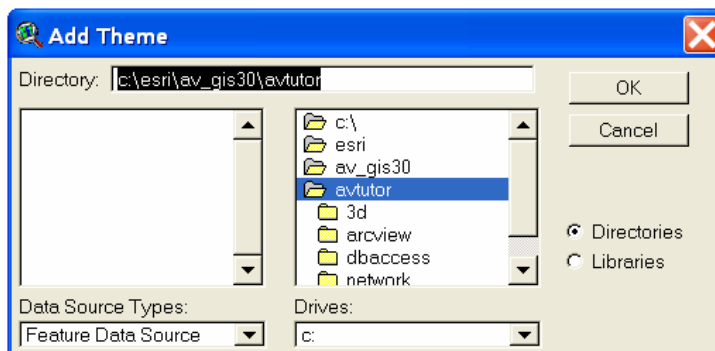 Add Theme
Directory: c:\esri\av_gis30\avtutor
OK
Cancel
c:\
esri
av_gis30
avtutor
3d
arcview
dbaccess
network
Directories
Libraries
Data Source Types:
Feature Data Source
Drives:
c: